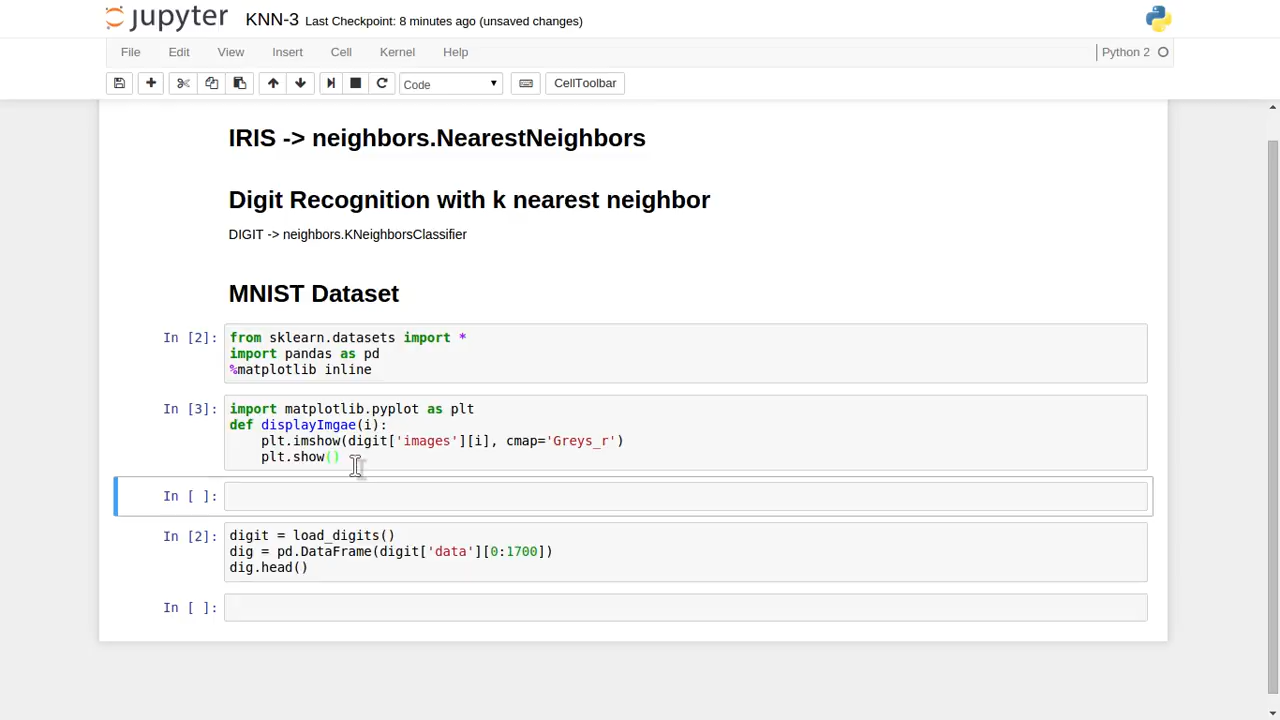 jupyter KNN-3 Last Checkpoint: 8 minutes ago (unsaved changes)
File Edit View Insert Cell Kernel Help Python 2
Code CellToolbar
IRIS -> neighbors.NearestNeighbors
Digit Recognition with k nearest neighbor
DIGIT -> neighbors.KNeighborsClassifier
MNIST Dataset
In [2]: from sklearn.datasets import *
import pandas as pd
%matplotlib inline
In [3]: import matplotlib.pyplot as plt
def displayImgae(i):
    plt.imshow(digit['images'][i], cmap='Greys_r')
    plt.show()
In [ ]:
In [2]: digit = load_digits()
dig = pd.DataFrame(digit['data'][0:1700])
dig.head()
In [ ]: